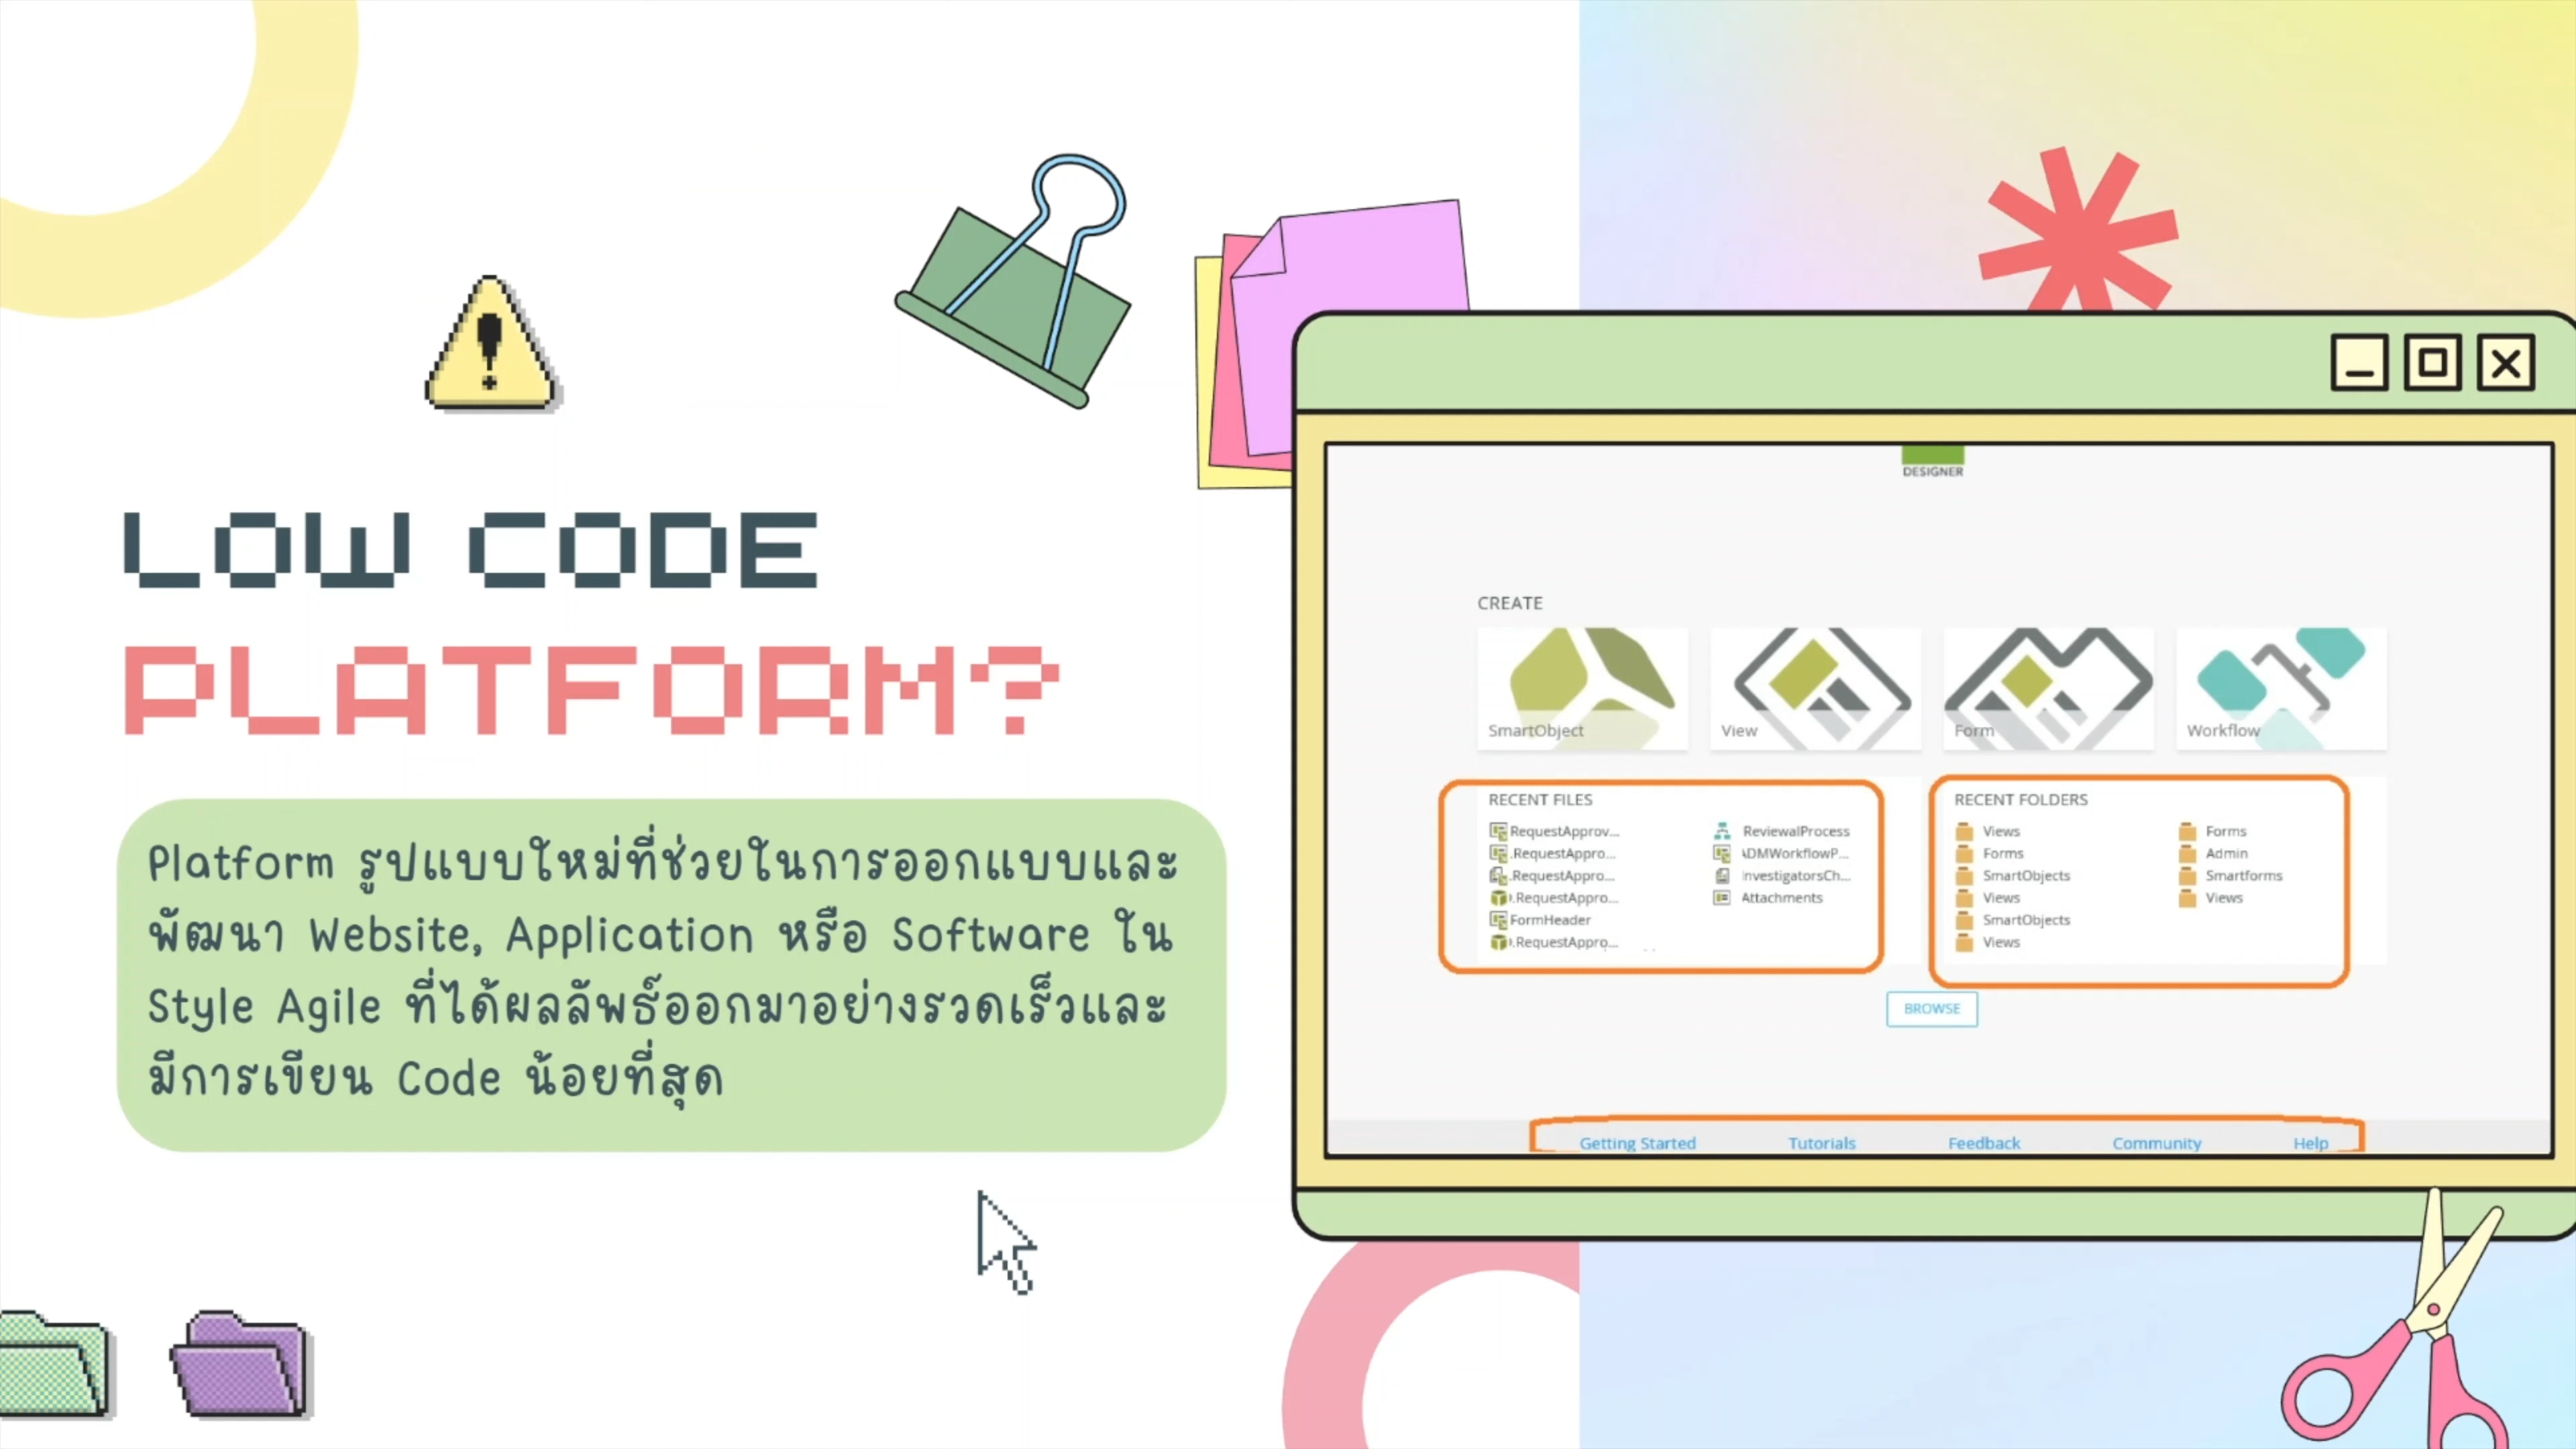 LOW CODE
PLATFORM?
Platform รูปแบบใหม่ที่ช่วยในการออกแบบและ
พัฒนา Website, Application หรือ Software ใน
Style Agile ที่ได้ผลลัพธ์ออกมาอย่างรวดเร็วและ
มีการเขียน Code น้อยที่สุด
DESIGNER
CREATE
SmartObject
View
Form
Workflow
RECENT FILES
RequestApprov...
.RequestAppro...
.RequestAppro...
.RequestAppro...
FormHeader
.RequestAppro...
ReviewalProcess
ADMWorkflowP...
InvestigatorsCh...
Attachments
RECENT FOLDERS
Views
Forms
SmartObjects
Views
SmartObjects
Views
Forms
Admin
Smartforms
Views
BROWSE
Getting Started
Tutorials
Feedback
Community
Help